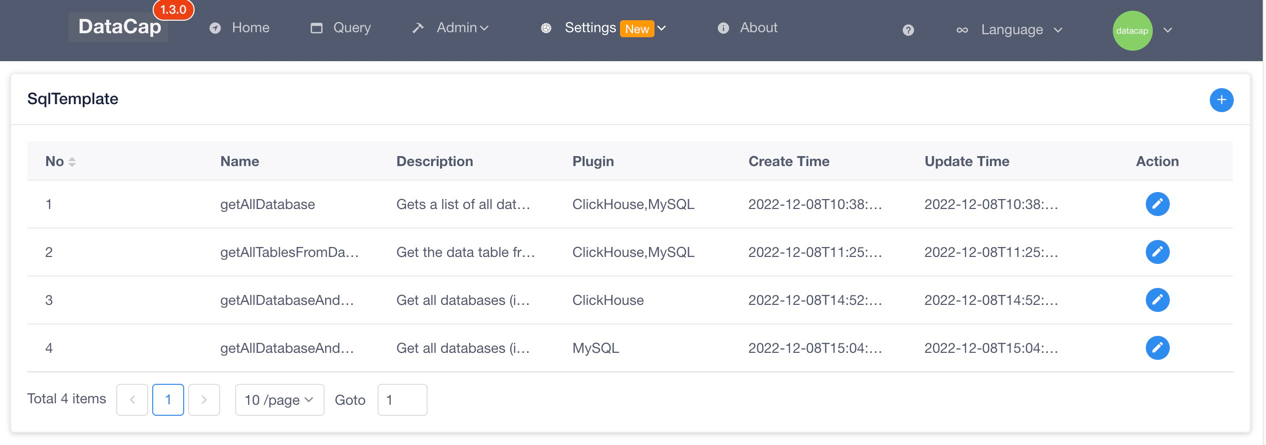 DataCap 1.3.0 Home Query Admin Settings New About ? Language datacap
SqlTemplate
No Name Description Plugin Create Time Update Time Action
1 getAllDatabase Gets a list of all dat... ClickHouse,MySQL 2022-12-08T10:38:... 2022-12-08T10:38:...
2 getAllTablesFromDa... Get the data table fr... ClickHouse,MySQL 2022-12-08T11:25:... 2022-12-08T11:25:...
3 getAllDatabaseAnd... Get all databases (i... ClickHouse 2022-12-08T14:52:... 2022-12-08T14:52:...
4 getAllDatabaseAnd... Get all databases (i... MySQL 2022-12-08T15:04:... 2022-12-08T15:04:...
Total 4 items 1 10 /page Goto 1